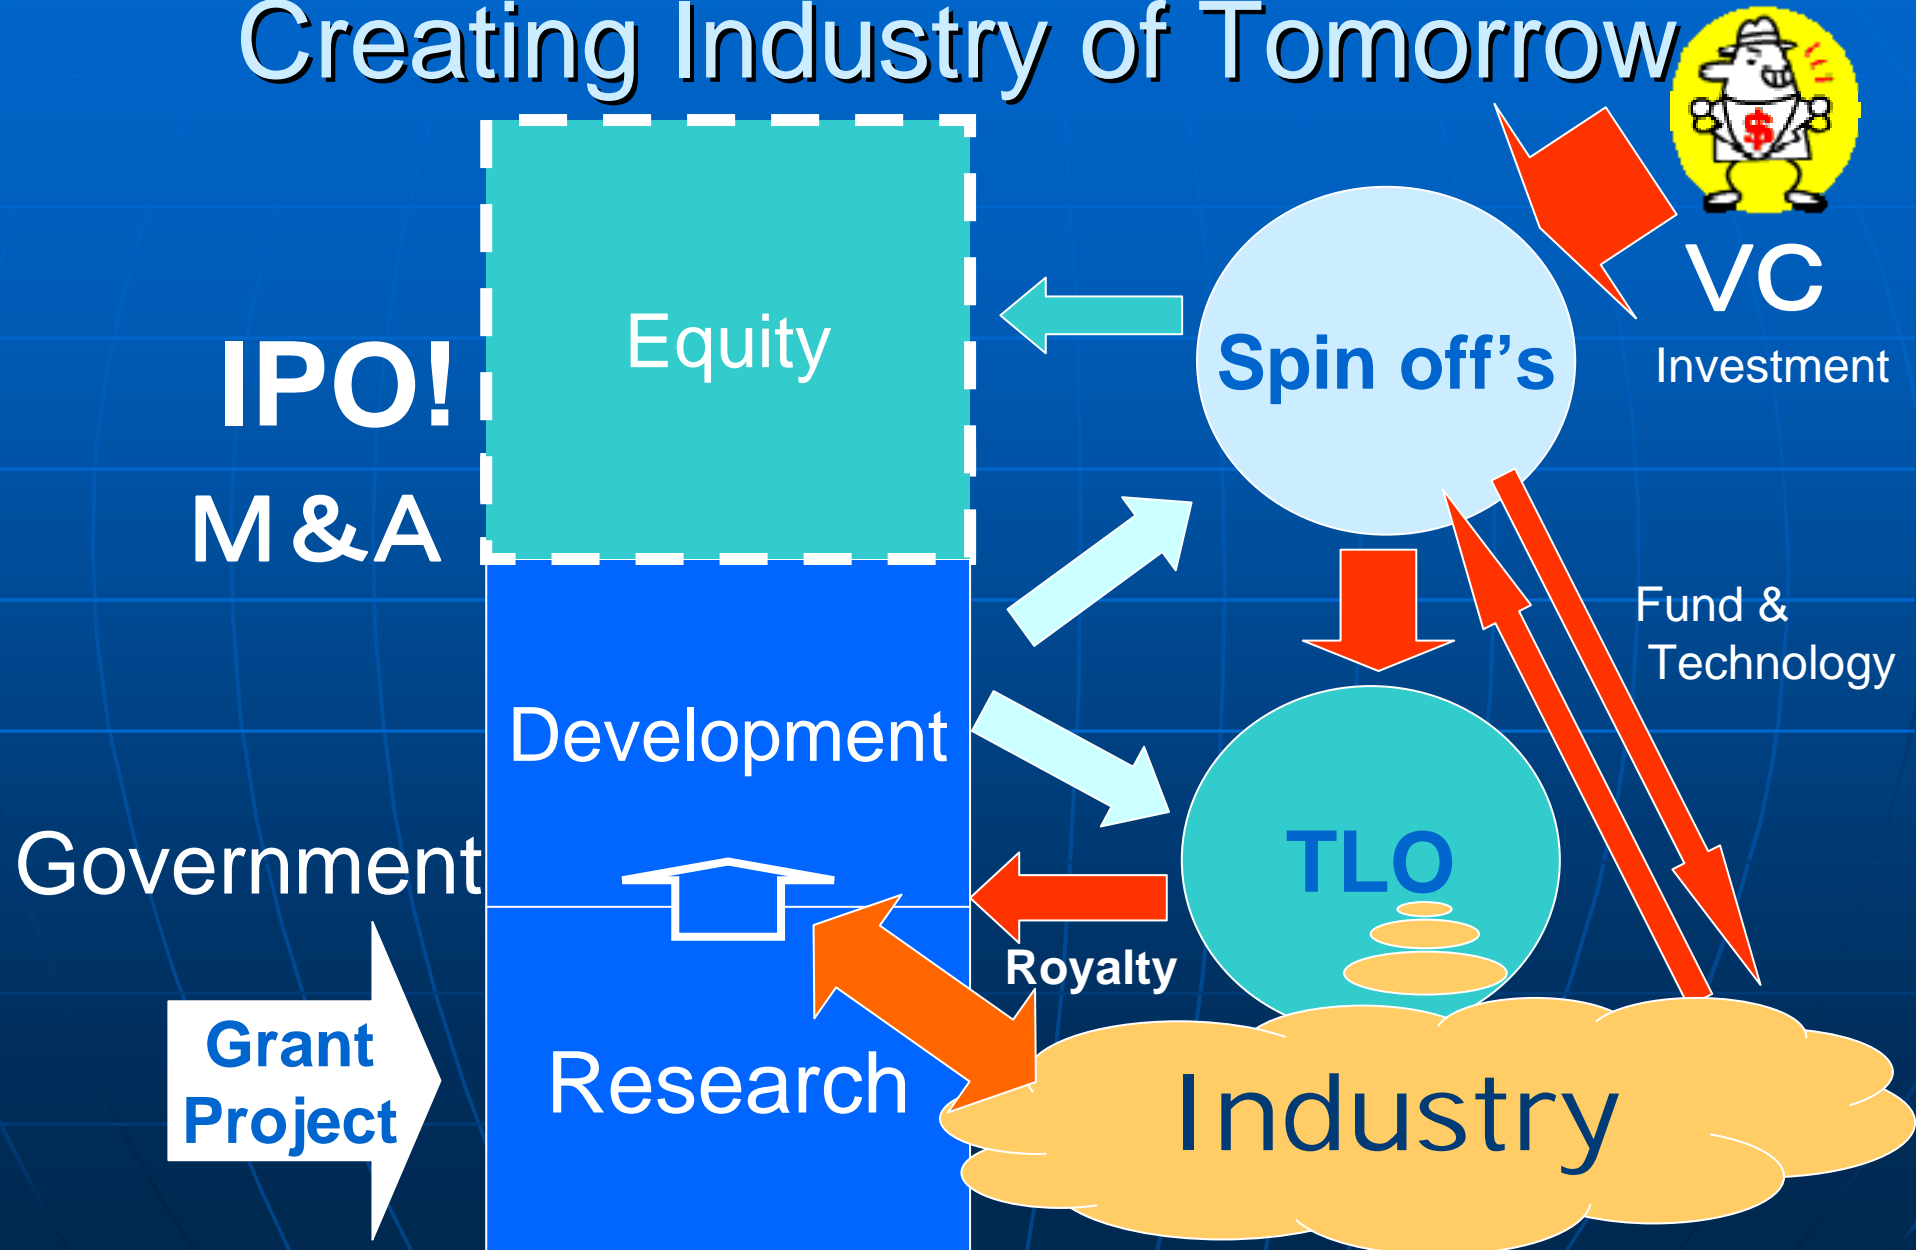 Creating Industry of Tomorrow
$
VC
Investment
Equity
Spin off's
IPO!
M&A
Fund &
Technology
Development
TLO
Government
Royalty
Grant
Project
Research
Industry